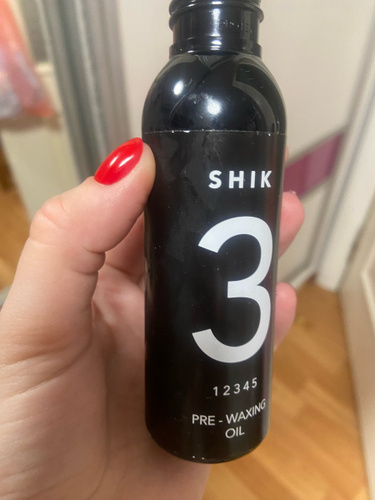 SHIK
3
12345
PRE - WAXING
OIL